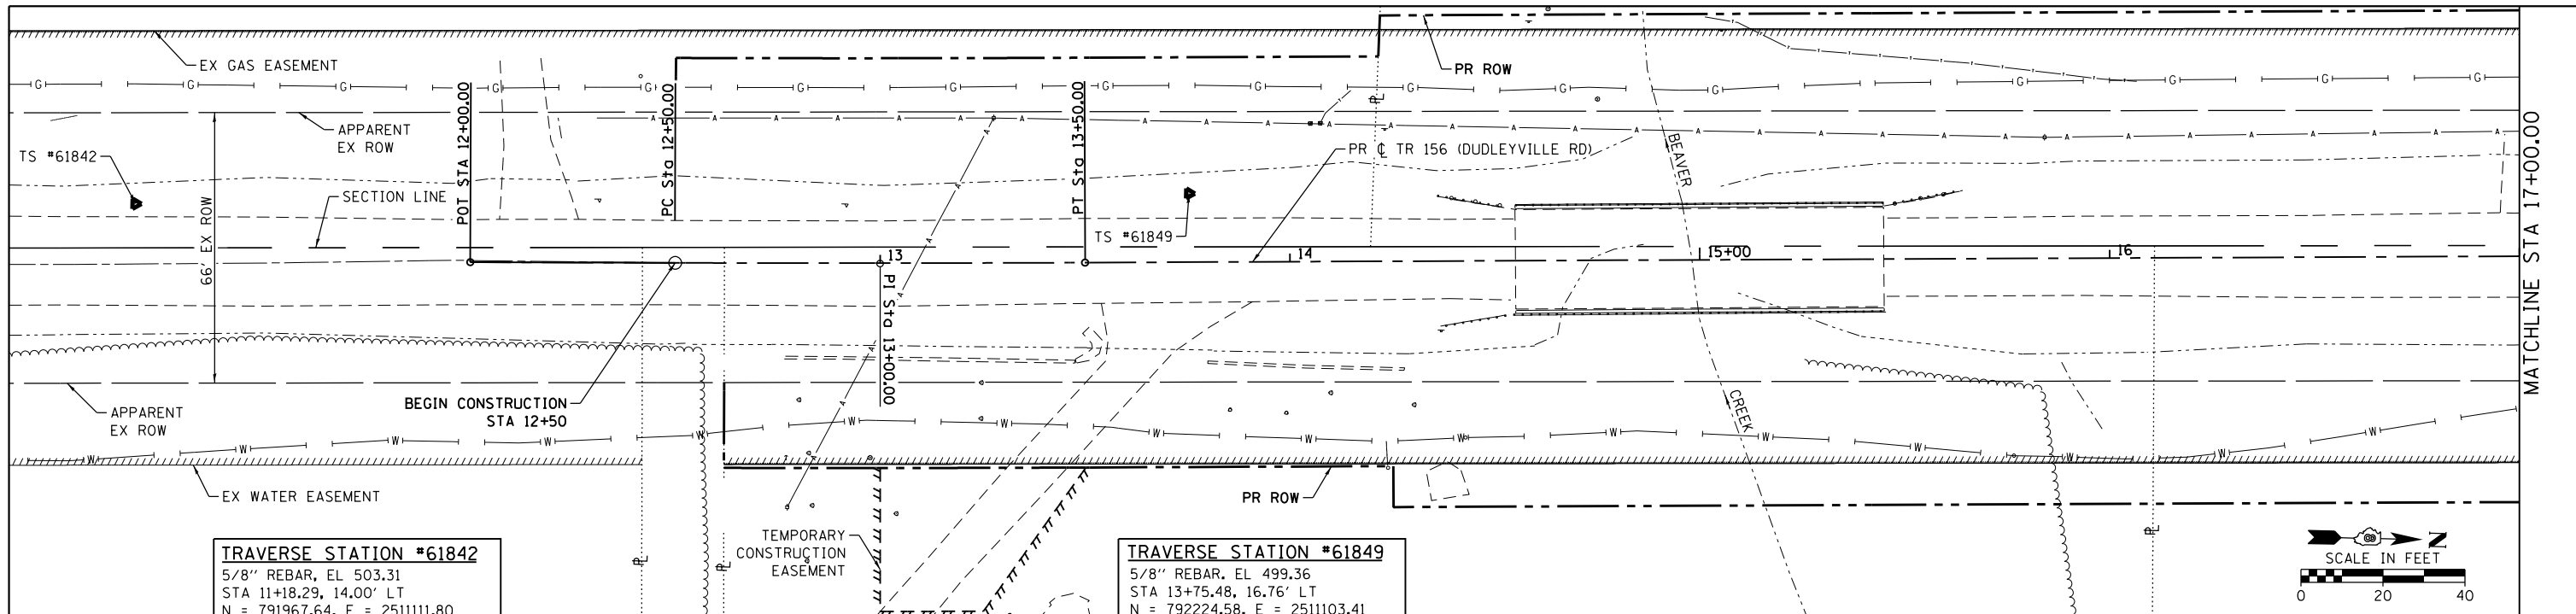 EX GAS EASEMENT
PR ROW
G G G G G G G G G G G G G G G G G
APPARENT
EX ROW
TS #61842
SECTION LINE
66' EX ROW
POT STA 12+00.00
PC Sta 12+50.00
PT Sta 13+50.00
A A A A A A A A A A A A A A A A A A A A A A
PR ℄ TR 156 (DUDLEYVILLE RD)
BEAVER
TS #61849
13
14
15+00
16
PI Sta 13+00.00
MATCHLINE STA 17+00.00
APPARENT
EX ROW
BEGIN CONSTRUCTION
STA 12+50
CREEK
W W W W W W W W W W W W W W W W
EX WATER EASEMENT
PR ROW
TEMPORARY
CONSTRUCTION
EASEMENT
TRAVERSE STATION #61842
5/8" REBAR, EL 503.31
STA 11+18.29, 14.00' LT
N = 791967.64, E = 2511111.80
TRAVERSE STATION #61849
5/8" REBAR. EL 499.36
STA 13+75.48, 16.76' LT
N = 792224.58, E = 2511103.41
N
SCALE IN FEET
0 20 40